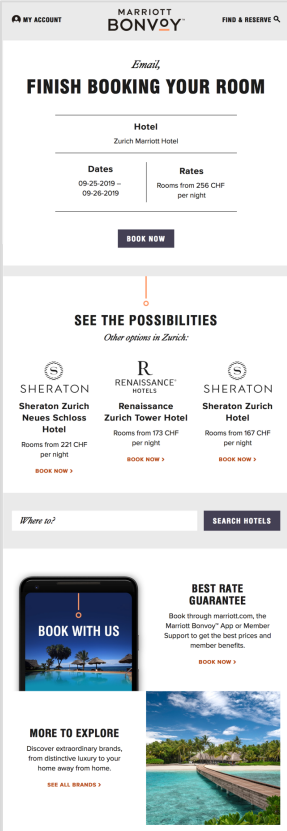 MY ACCOUNT
MARRIOTT
BONVOY™
FIND & RESERVE
Email,
FINISH BOOKING YOUR ROOM
Hotel
Zurich Marriott Hotel
Dates
09-25-2019 –
09-26-2019
Rates
Rooms from 256 CHF
per night
BOOK NOW
SEE THE POSSIBILITIES
Other options in Zurich:
S
SHERATON
Sheraton Zurich
Neues Schloss
Hotel
Rooms from 221 CHF
per night
BOOK NOW >
R
RENAISSANCE®
HOTELS
Renaissance
Zurich Tower Hotel
Rooms from 173 CHF
per night
BOOK NOW >
S
SHERATON
Sheraton Zurich
Hotel
Rooms from 167 CHF
per night
BOOK NOW >
Where to?
SEARCH HOTELS
BOOK WITH US
BEST RATE
GUARANTEE
Book through marriott.com, the
Marriott Bonvoy™ App or Member
Support to get the best prices and
member benefits.
BOOK NOW >
MORE TO EXPLORE
Discover extraordinary brands,
from distinctive luxury to your
home away from home.
SEE ALL BRANDS >